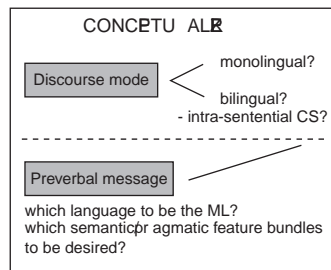 CONCEPTUALIZER
Discourse mode
monolingual?
bilingual?
- intra-sentential CS?
Preverbal message
which language to be the ML?
which semantic/pragmatic feature bundles
to be desired?